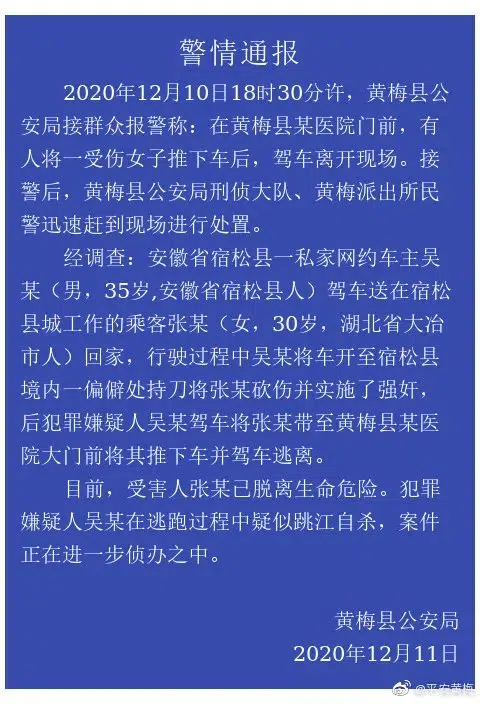 警情通报
2020年12月10日18时30分许，黄梅县公
安局接群众报警称：在黄梅县某医院门前，有
人将一受伤女子推下车后，驾车离开现场。接
警后，黄梅县公安局刑侦大队、黄梅派出所民
警迅速赶到现场进行处置。
经调查：安徽省宿松县一私家网约车主吴
某（男，35岁,安徽省宿松县人）驾车送在宿松
县城工作的乘客张某（女，30岁，湖北省大冶
市人）回家，行驶过程中吴某将车开至宿松县
境内一偏僻处持刀将张某砍伤并实施了强奸，
后犯罪嫌疑人吴某驾车将张某带至黄梅县某医
院大门前将其推下车并驾车逃离。
目前，受害人张某已脱离生命危险。犯罪
嫌疑人吴某在逃跑过程中疑似跳江自杀，案件
正在进一步侦办之中。
黄梅县公安局
2020年12月11日
@平安黄梅